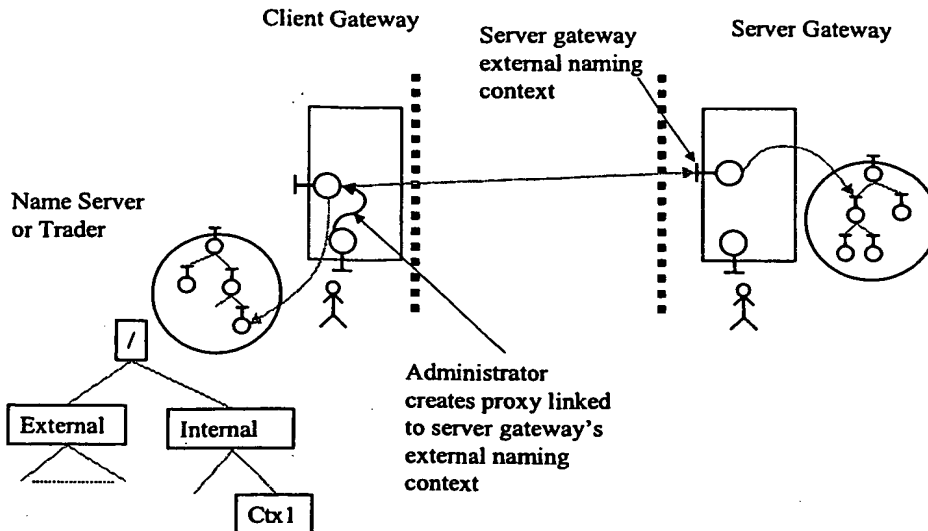 Client Gateway
Server gateway
external naming
context
Server Gateway
Name Server
or Trader
/
External
Internal
Ctx1
Administrator
creates proxy linked
to server gateway's
external naming
context